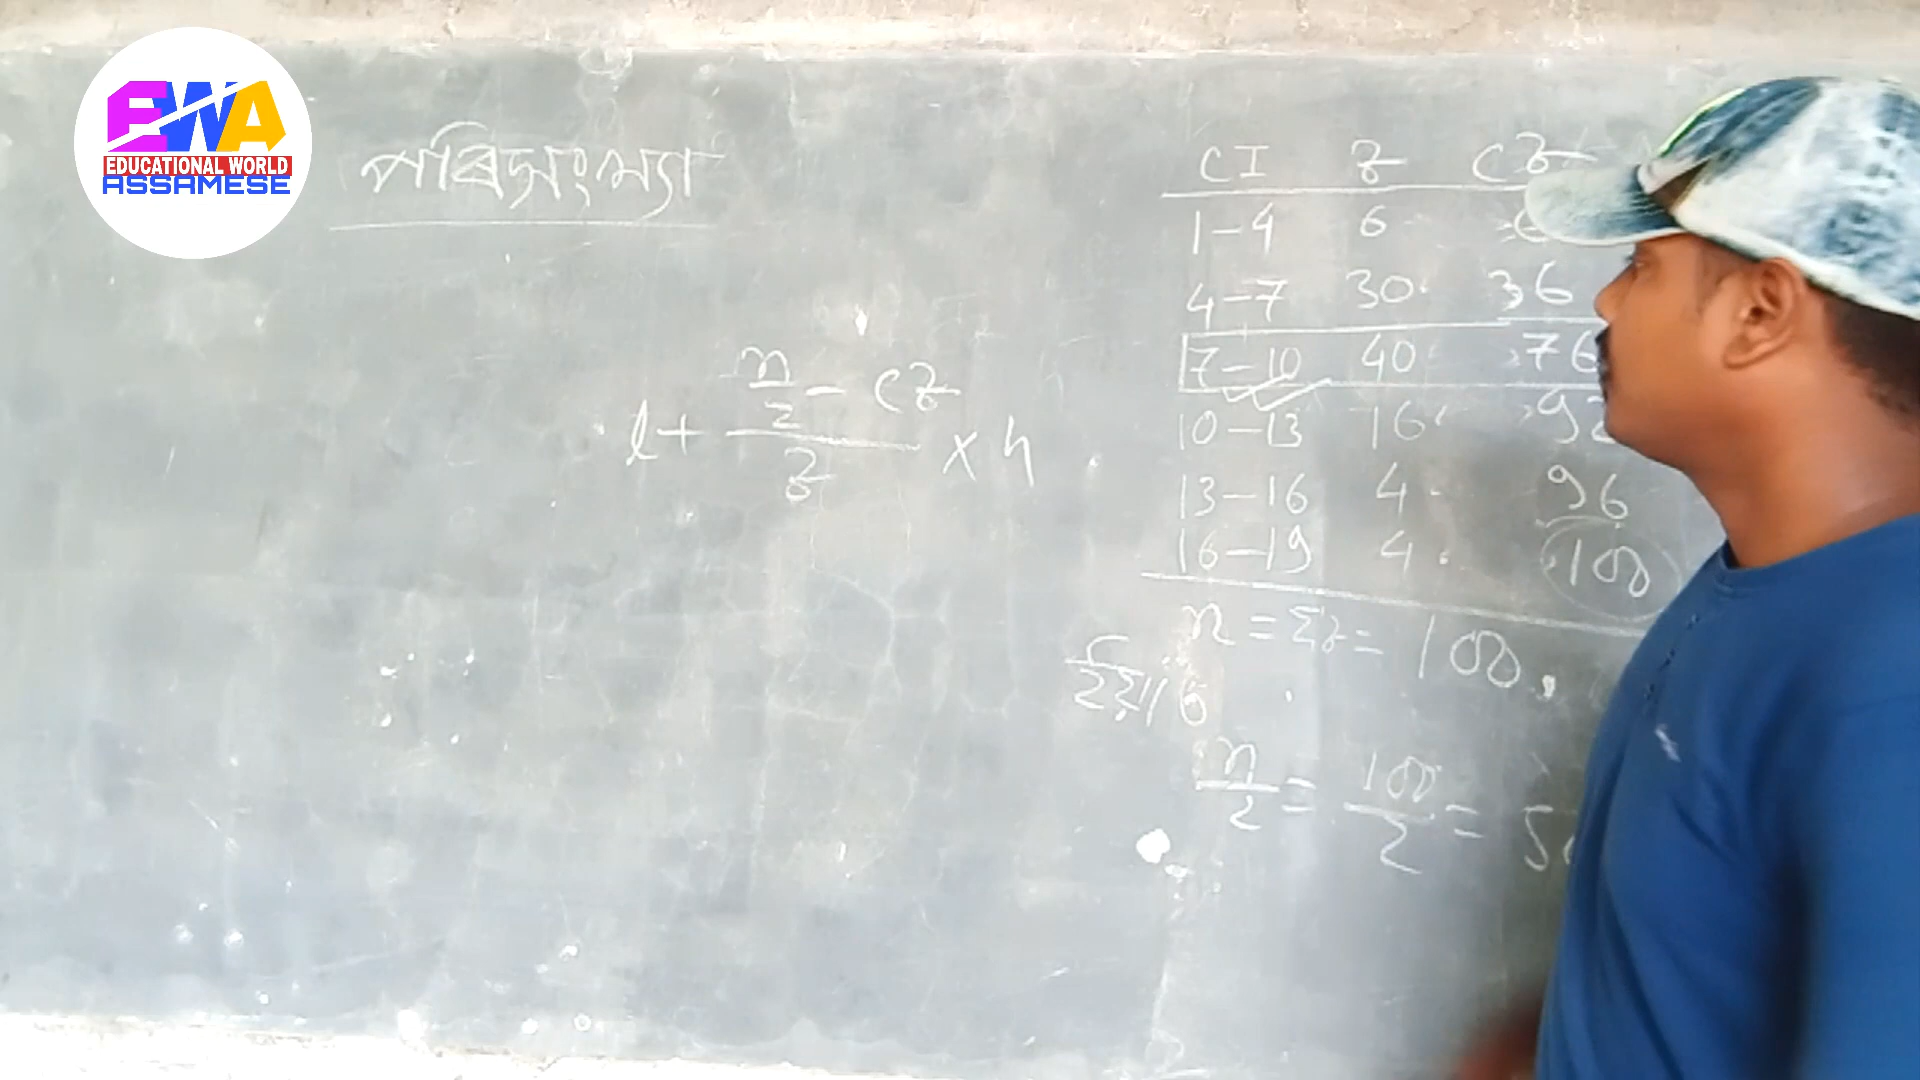 EWA
EDUCATIONAL WORLD
ASSAMESE
পৰিসংখ্যা
l + (n/2 - cf)/f × h
CI f cf
1-4 6
4-7 30 36
7-10 40 76
10-13 16 92
13-16 4 96
16-19 4 100
n = Σf = 100
ইয়াত
n/2 = 100/2 =